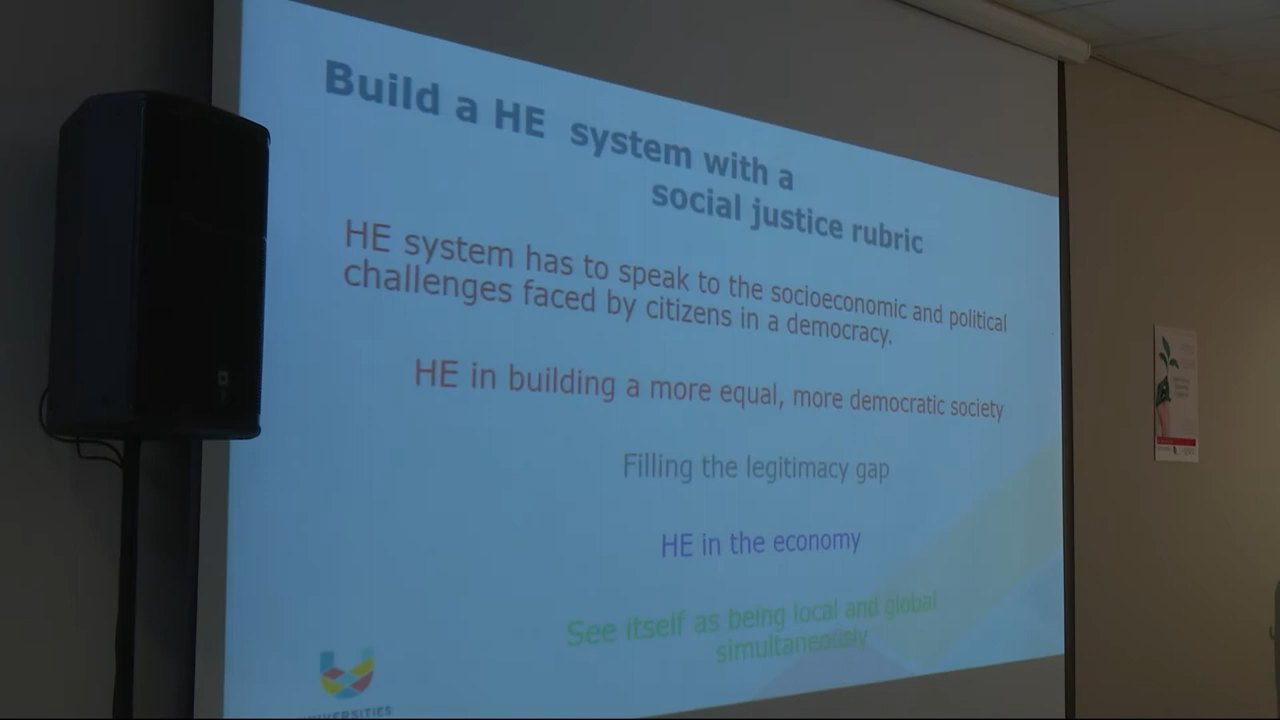 Build a HE system with a
social justice rubric
HE system has to speak to the socioeconomic and political
challenges faced by citizens in a democracy.
HE in building a more equal, more democratic society
Filling the legitimacy gap
HE in the economy
See itself as being local and global
simultaneously
UNIVERSITIES